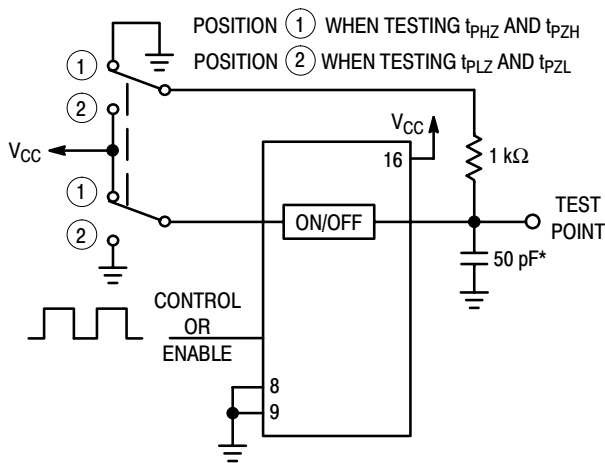 POSITION 1 WHEN TESTING tPHZ AND tPZH
POSITION 2 WHEN TESTING tPLZ AND tPZL
1
2
VCC
1
2
VCC
16
1 kΩ
ON/OFF
TEST
POINT
50 pF*
CONTROL
OR
ENABLE
8
9